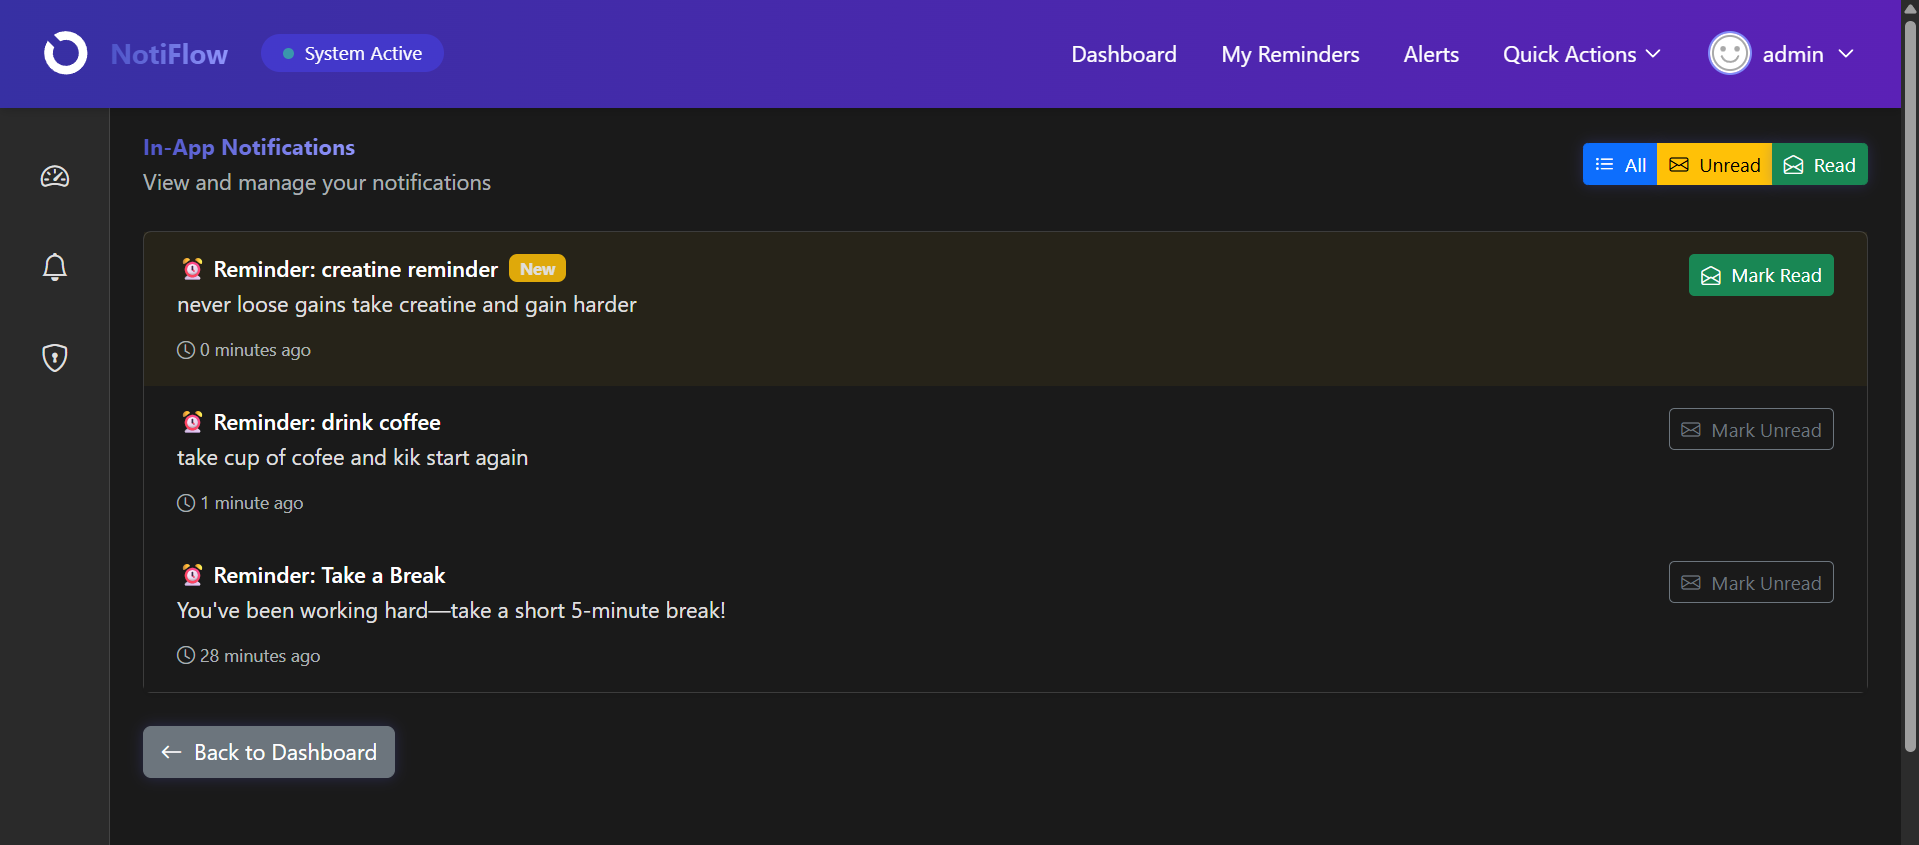 NotiFlow
System Active
Dashboard
My Reminders
Alerts
Quick Actions
admin
In-App Notifications
View and manage your notifications
All
Unread
Read
Reminder: creatine reminder New
never loose gains take creatine and gain harder
0 minutes ago
Mark Read
Reminder: drink coffee
take cup of cofee and kik start again
1 minute ago
Mark Unread
Reminder: Take a Break
You've been working hard—take a short 5-minute break!
28 minutes ago
Mark Unread
Back to Dashboard